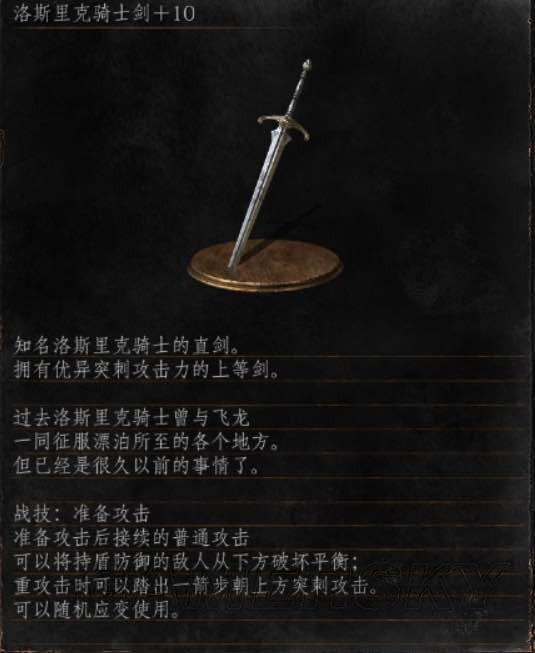 洛斯里克骑士剑＋10
知名洛斯里克骑士的直剑。
拥有优异突刺攻击力的上等剑。
过去洛斯里克骑士曾与飞龙
一同征服漂泊所至的各个地方。
但已经是很久以前的事情了。
战技：准备攻击
准备攻击后接续的普通攻击
可以将持盾防御的敌人从下方破坏平衡；
重攻击时可以踏出一箭步朝上方突刺攻击。
可以随机应变使用。